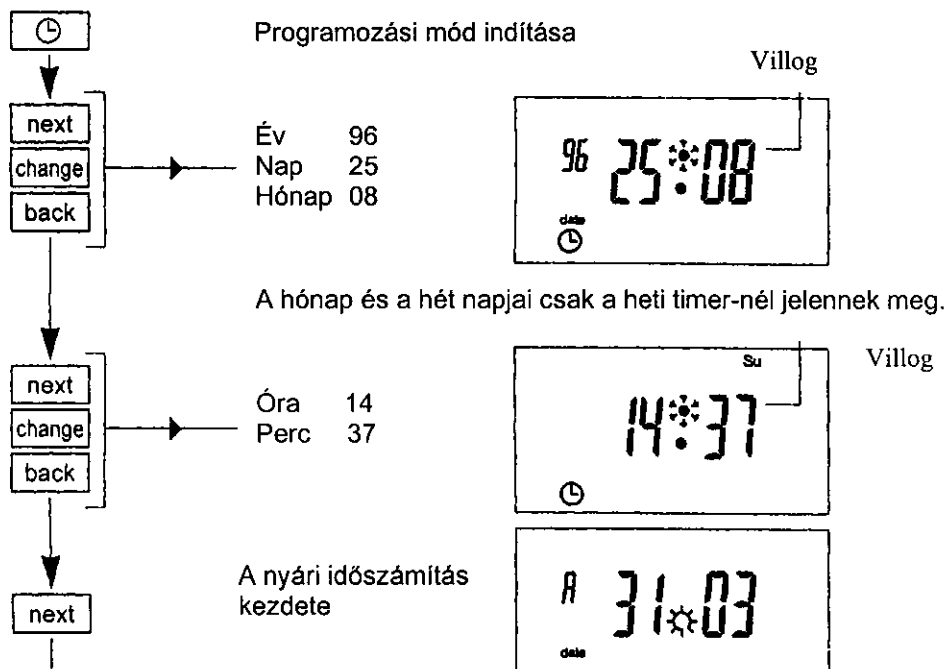 Programozási mód indítása
Villog
next
change
back
Év 96
Nap 25
Hónap 08
96 25:08
date
A hónap és a hét napjai csak a heti timer-nél jelennek meg.
next
change
back
Óra 14
Perc 37
Su
14:37
Villog
next
A nyári időszámítás
kezdete
A 31 03
date